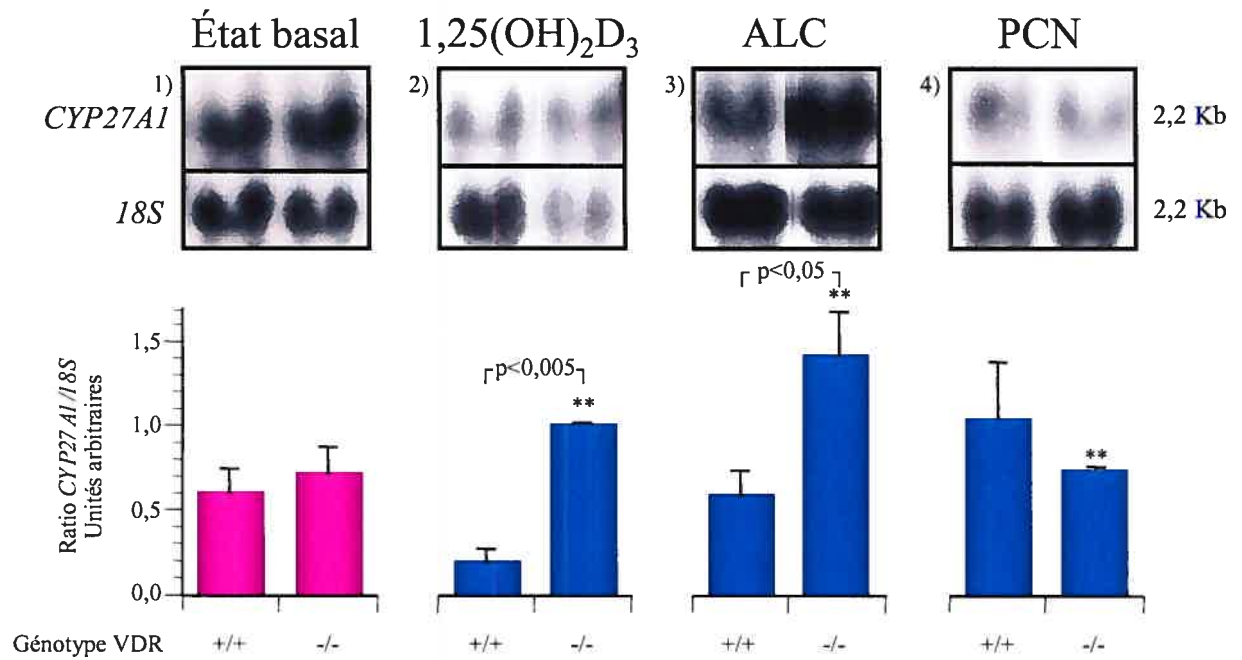 État basal
1,25(OH)₂D₃
ALC
PCN
1)
2)
3)
4)
CYP27A1
2,2 Kb
18S
2,2 Kb
p<0,05
**
p<0,005
**
**
Ratio CYP27A1/18S
Unités arbitraires
1,5
1,0
0,5
0,0
Génotype VDR
+/+
-/-
+/+
-/-
+/+
-/-
+/+
-/-